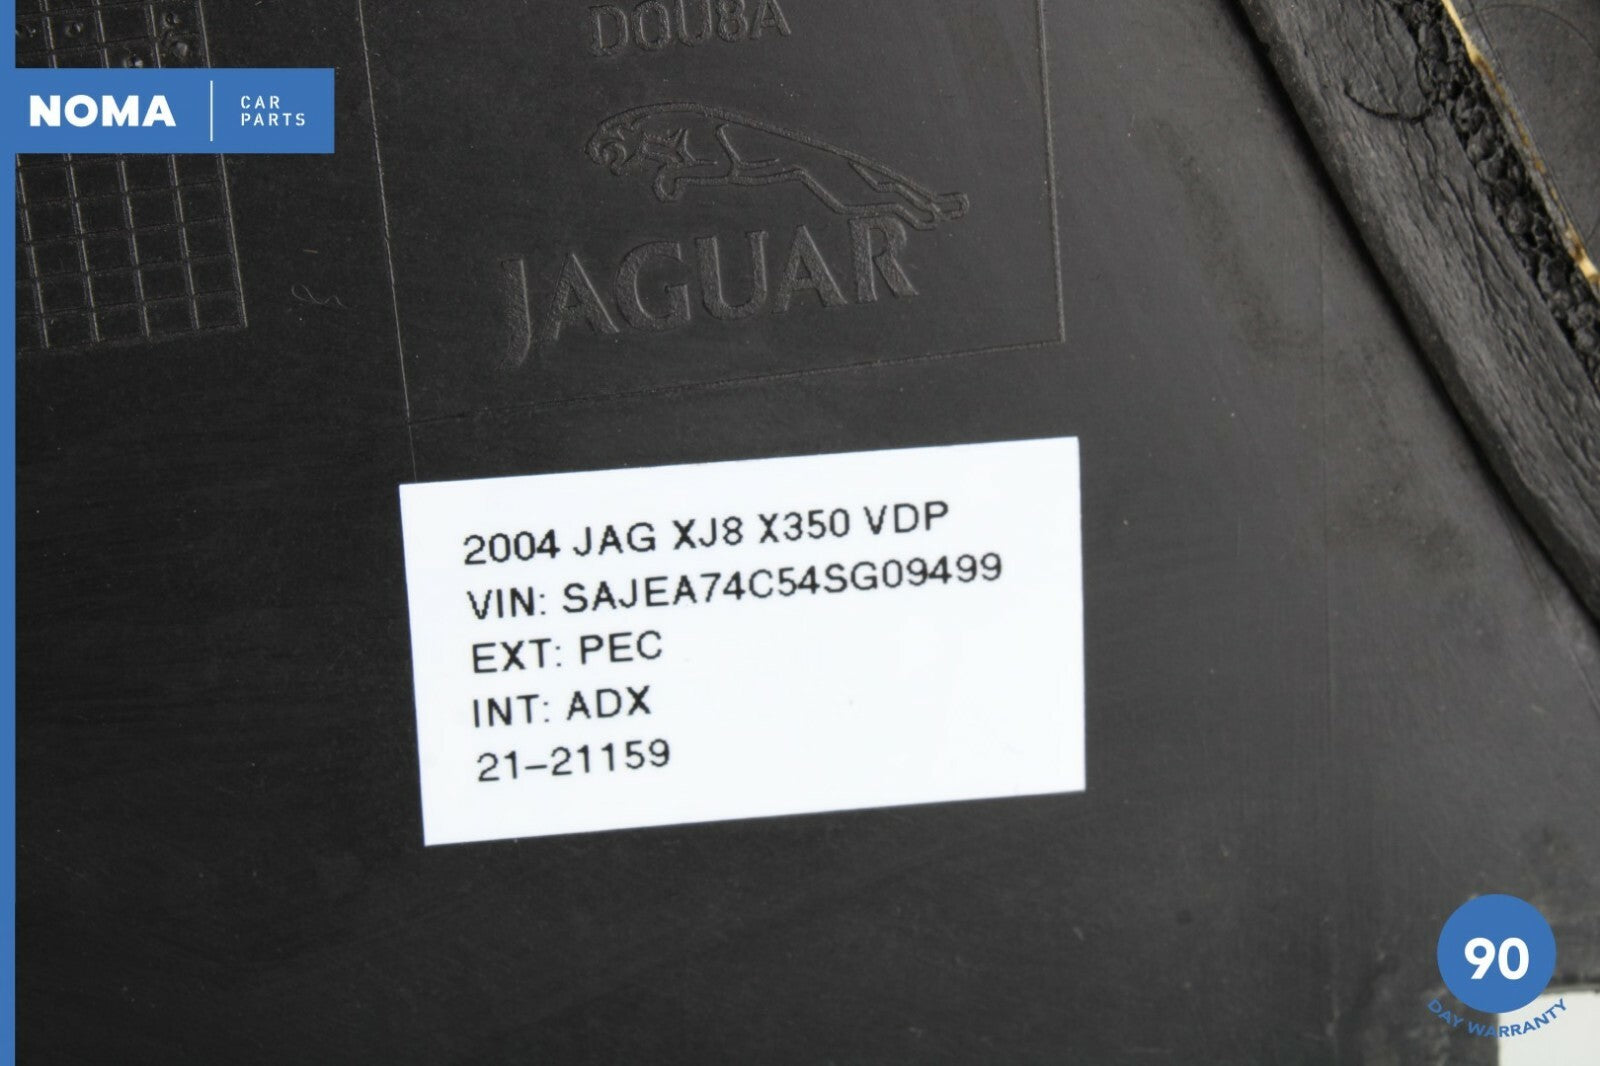 DOU8A
NOMA
CAR
PARTS
JAGUAR
2004 JAG XJ8 X350 VDP
VIN: SAJEA74C54SG09499
EXT: PEC
INT: ADX
21-21159
90
DAY WARRANTY